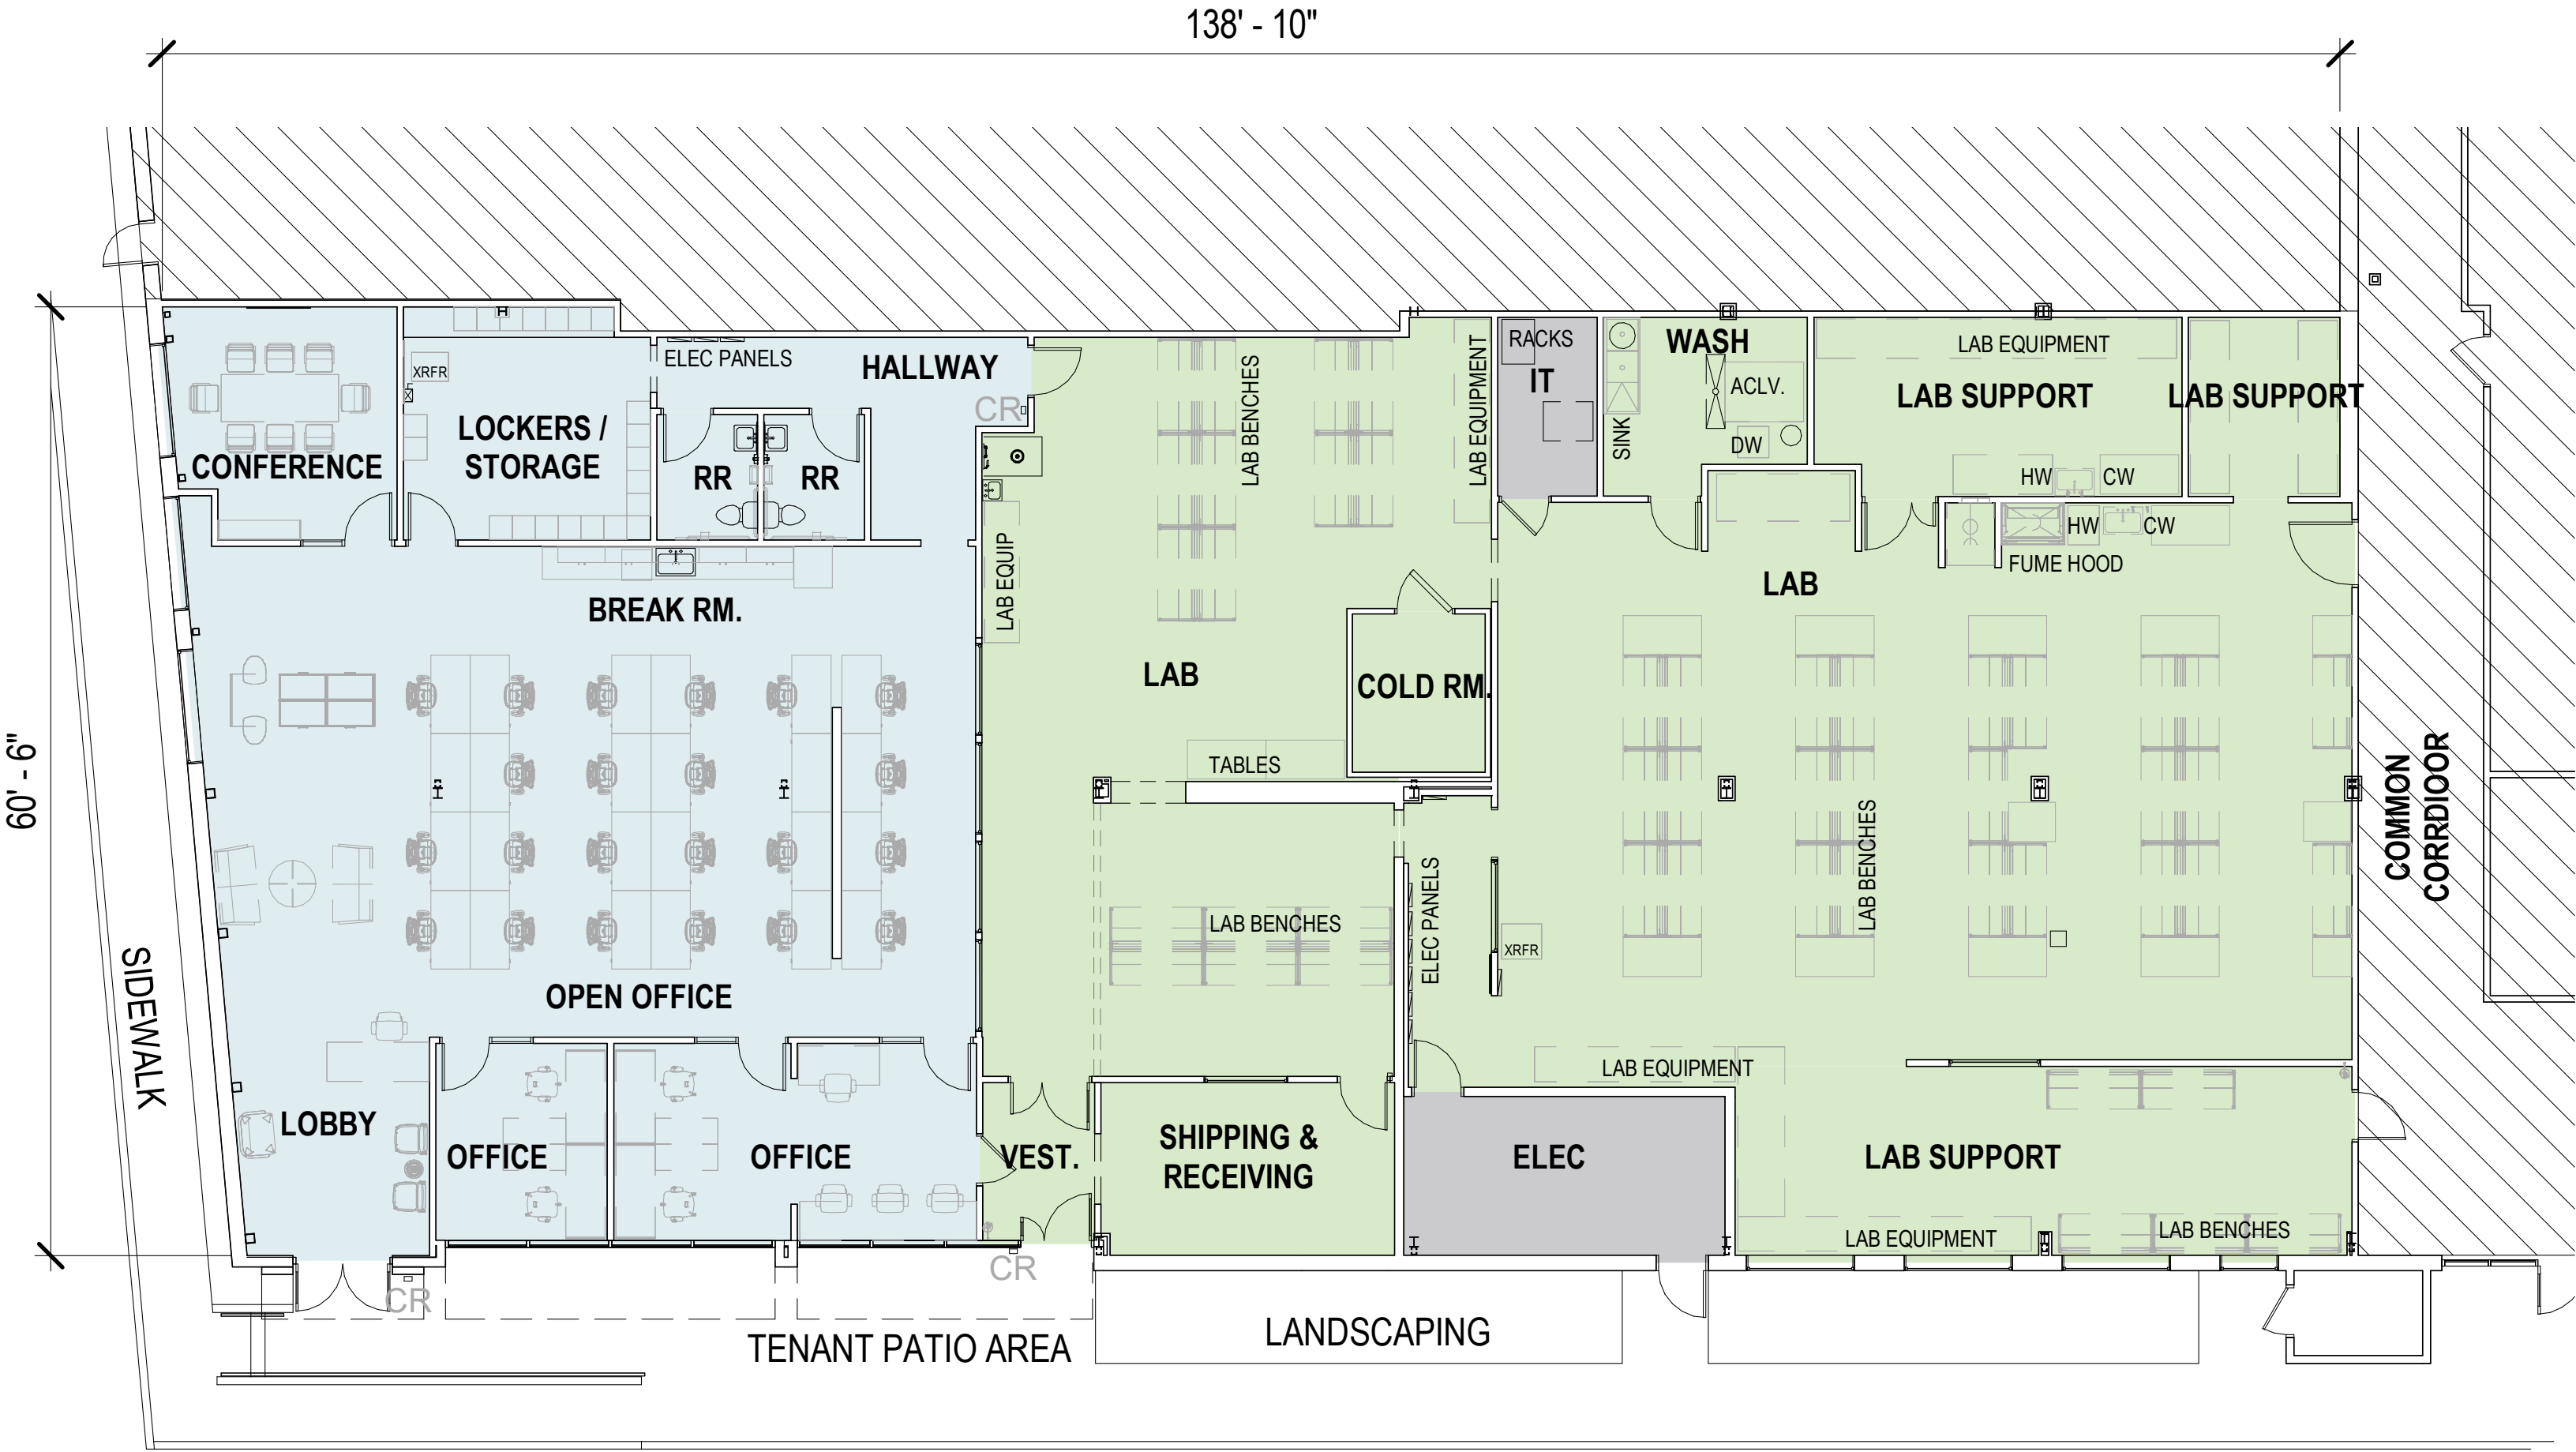 138' - 10"
60' - 6"
ELEC PANELS
HALLWAY
RACKS
IT
WASH
LAB EQUIPMENT
LAB SUPPORT
LAB SUPPORT
XRFR
CR
LAB BENCHES
LAB EQUIPMENT
SINK
ACLV.
DW
LOCKERS /
STORAGE
CONFERENCE
RR
RR
HW
CW
HW
CW
FUME HOOD
LAB EQUIP
BREAK RM.
LAB
LAB
COLD RM.
TABLES
COMMON
CORRDIOOR
LAB BENCHES
LAB BENCHES
ELEC PANELS
XRFR
SIDEWALK
OPEN OFFICE
LAB EQUIPMENT
LOBBY
OFFICE
OFFICE
VEST.
SHIPPING &
RECEIVING
ELEC
LAB SUPPORT
LAB EQUIPMENT
LAB BENCHES
CR
CR
TENANT PATIO AREA
LANDSCAPING